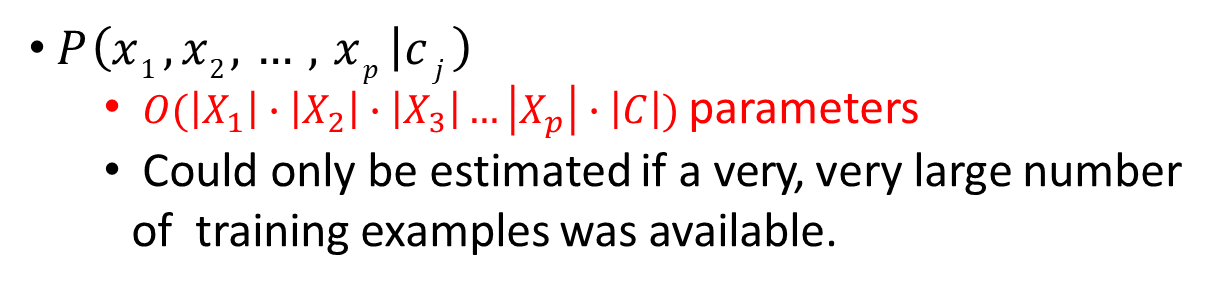 • P(x₁, x₂, … , xₚ|cⱼ)
• O(|X₁| · |X₂| · |X₃| … |Xₚ| · |C|) parameters
• Could only be estimated if a very, very large number
of training examples was available.